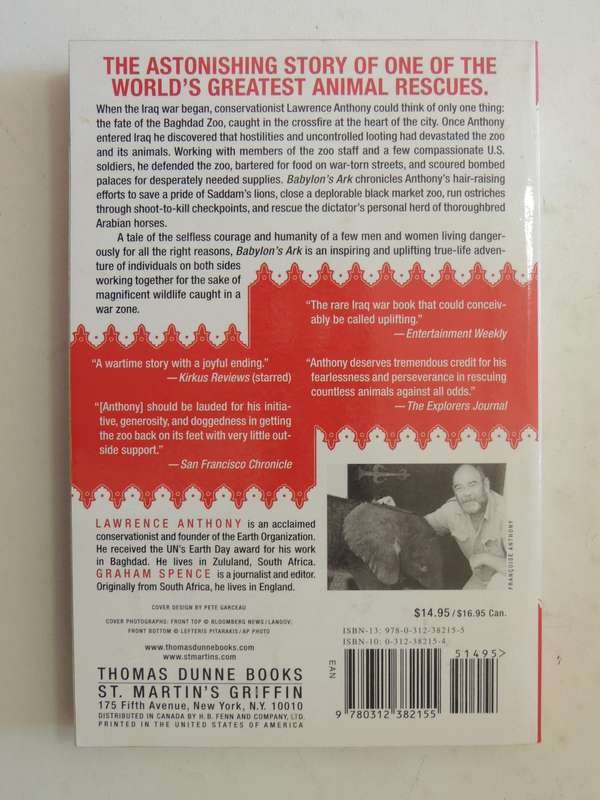 THE ASTONISHING STORY OF ONE OF THE
WORLD'S GREATEST ANIMAL RESCUES.
When the Iraq war began, conservationist Lawrence Anthony could think of only one thing:
the fate of the Baghdad Zoo, caught in the crossfire at the heart of the city. Once Anthony
entered Iraq he discovered that hostilities and uncontrolled looting had devastated the zoo
and its animals. Working with members of the zoo staff and a few compassionate U.S.
soldiers, he defended the zoo, bartered for food on war-torn streets, and scoured bombed
palaces for desperately needed supplies. Babylon's Ark chronicles Anthony's hair-raising
efforts to save a pride of Saddam's lions, close a deplorable black market zoo, run ostriches
through shoot-to-kill checkpoints, and rescue the dictator's personal herd of thoroughbred
Arabian horses.
A tale of the selfless courage and humanity of a few men and women living danger-
ously for all the right reasons, Babylon's Ark is an inspiring and uplifting true-life adven-
ture of individuals on both sides
working together for the sake of
magnificent wildlife caught in a
war zone.
"The rare Iraq war book that could conceiv-
ably be called uplifting."
—Entertainment Weekly
"A wartime story with a joyful ending."
—Kirkus Reviews (starred)
"Anthony deserves tremendous credit for his
fearlessness and perseverance in rescuing
countless animals against all odds."
—The Explorers Journal
"[Anthony] should be lauded for his initia-
tive, generosity, and doggedness in getting
the zoo back on its feet with very little out-
side support."
—San Francisco Chronicle
LAWRENCE ANTHONY is an acclaimed
conservationist and founder of the Earth Organization.
He received the UN's Earth Day award for his work
in Baghdad. He lives in Zululand, South Africa.
GRAHAM SPENCE is a journalist and editor.
Originally from South Africa, he lives in England.
FRANÇOISE ANTHONY
COVER DESIGN BY PETE GARCEAU
COVER PHOTOGRAPHS: FRONT TOP © BLOOMBERG NEWS/LANDOV;
FRONT BOTTOM © LEFTERIS PITARAKIS/AP PHOTO
www.thomasdunnebooks.com
www.stmartins.com
THOMAS DUNNE BOOKS
ST. MARTIN'S GRIFFIN
175 Fifth Avenue, New York, N.Y. 10010
DISTRIBUTED IN CANADA BY H. B. FENN AND COMPANY, LTD.
PRINTED IN THE UNITED STATES OF AMERICA
$14.95/$16.95 Can.
ISBN-13: 978-0-312-38215-5
ISBN-10: 0-312-38215-4
51495>
EAN
9 780312 382155